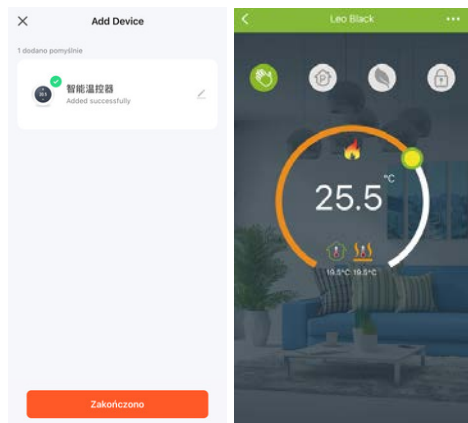 Add Device
1 dodano pomyślnie
智能温控器
Added successfully
Zakończono
Leo Black
P
25.5 °C
19.5°C 19.5°C